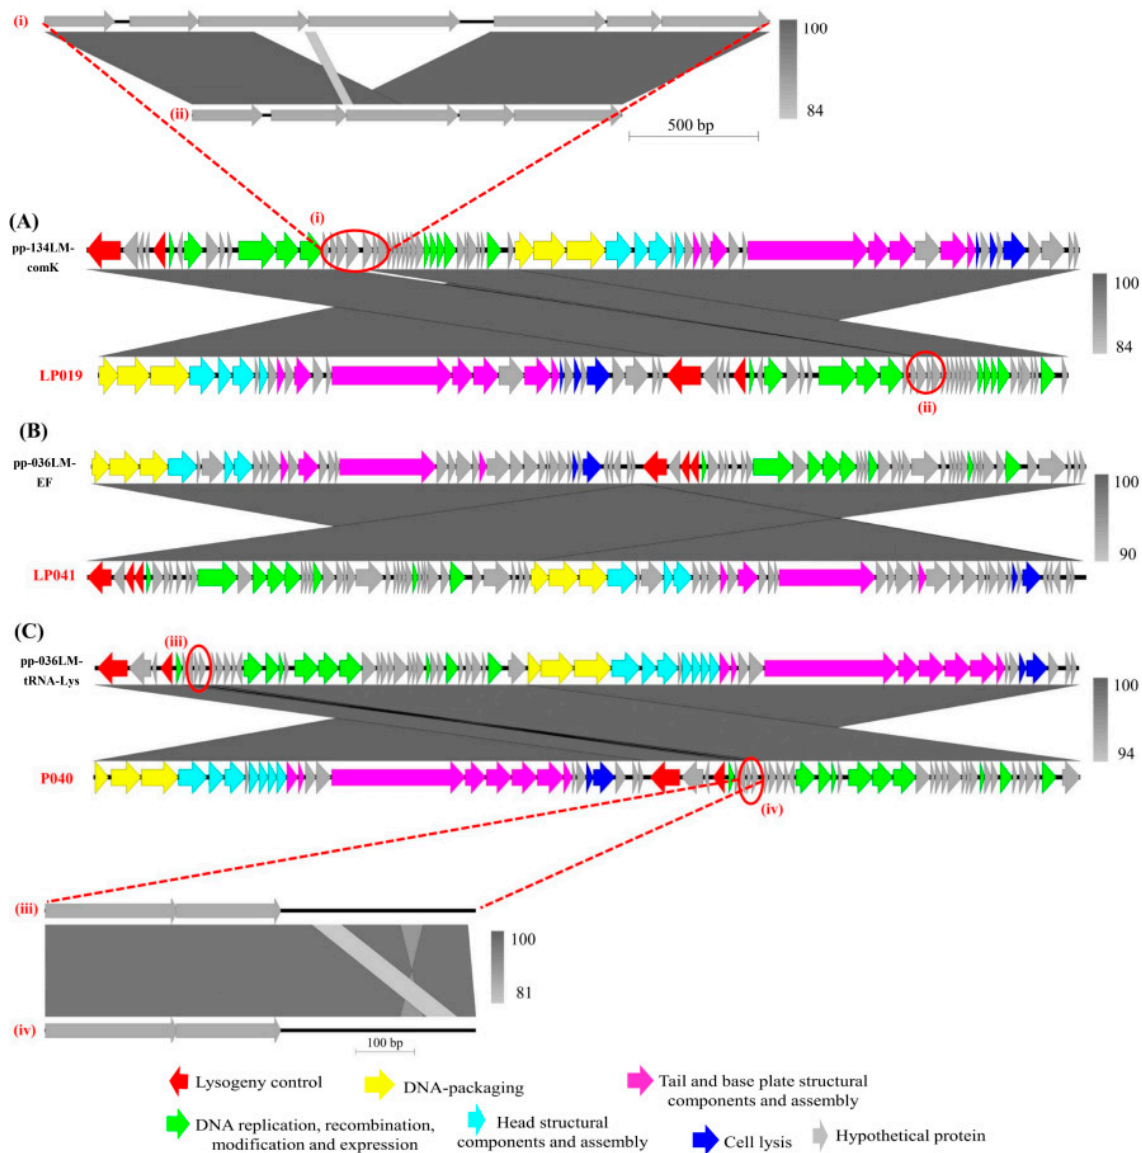 (i)
100
84
(ii)
500 bp
(A)
(i)
pp-134LM-
comK
100
84
LP019
(ii)
(B)
pp-036LM-
EF
100
90
LP041
(C)
(iii)
pp-036LM-
tRNA-Lys
100
94
P040
(iv)
(iii)
100
81
(iv)
100 bp
Lysogeny control
DNA-packaging
Tail and base plate structural
components and assembly
DNA replication, recombination,
modification and expression
Head structural
components and assembly
Cell lysis
Hypothetical protein